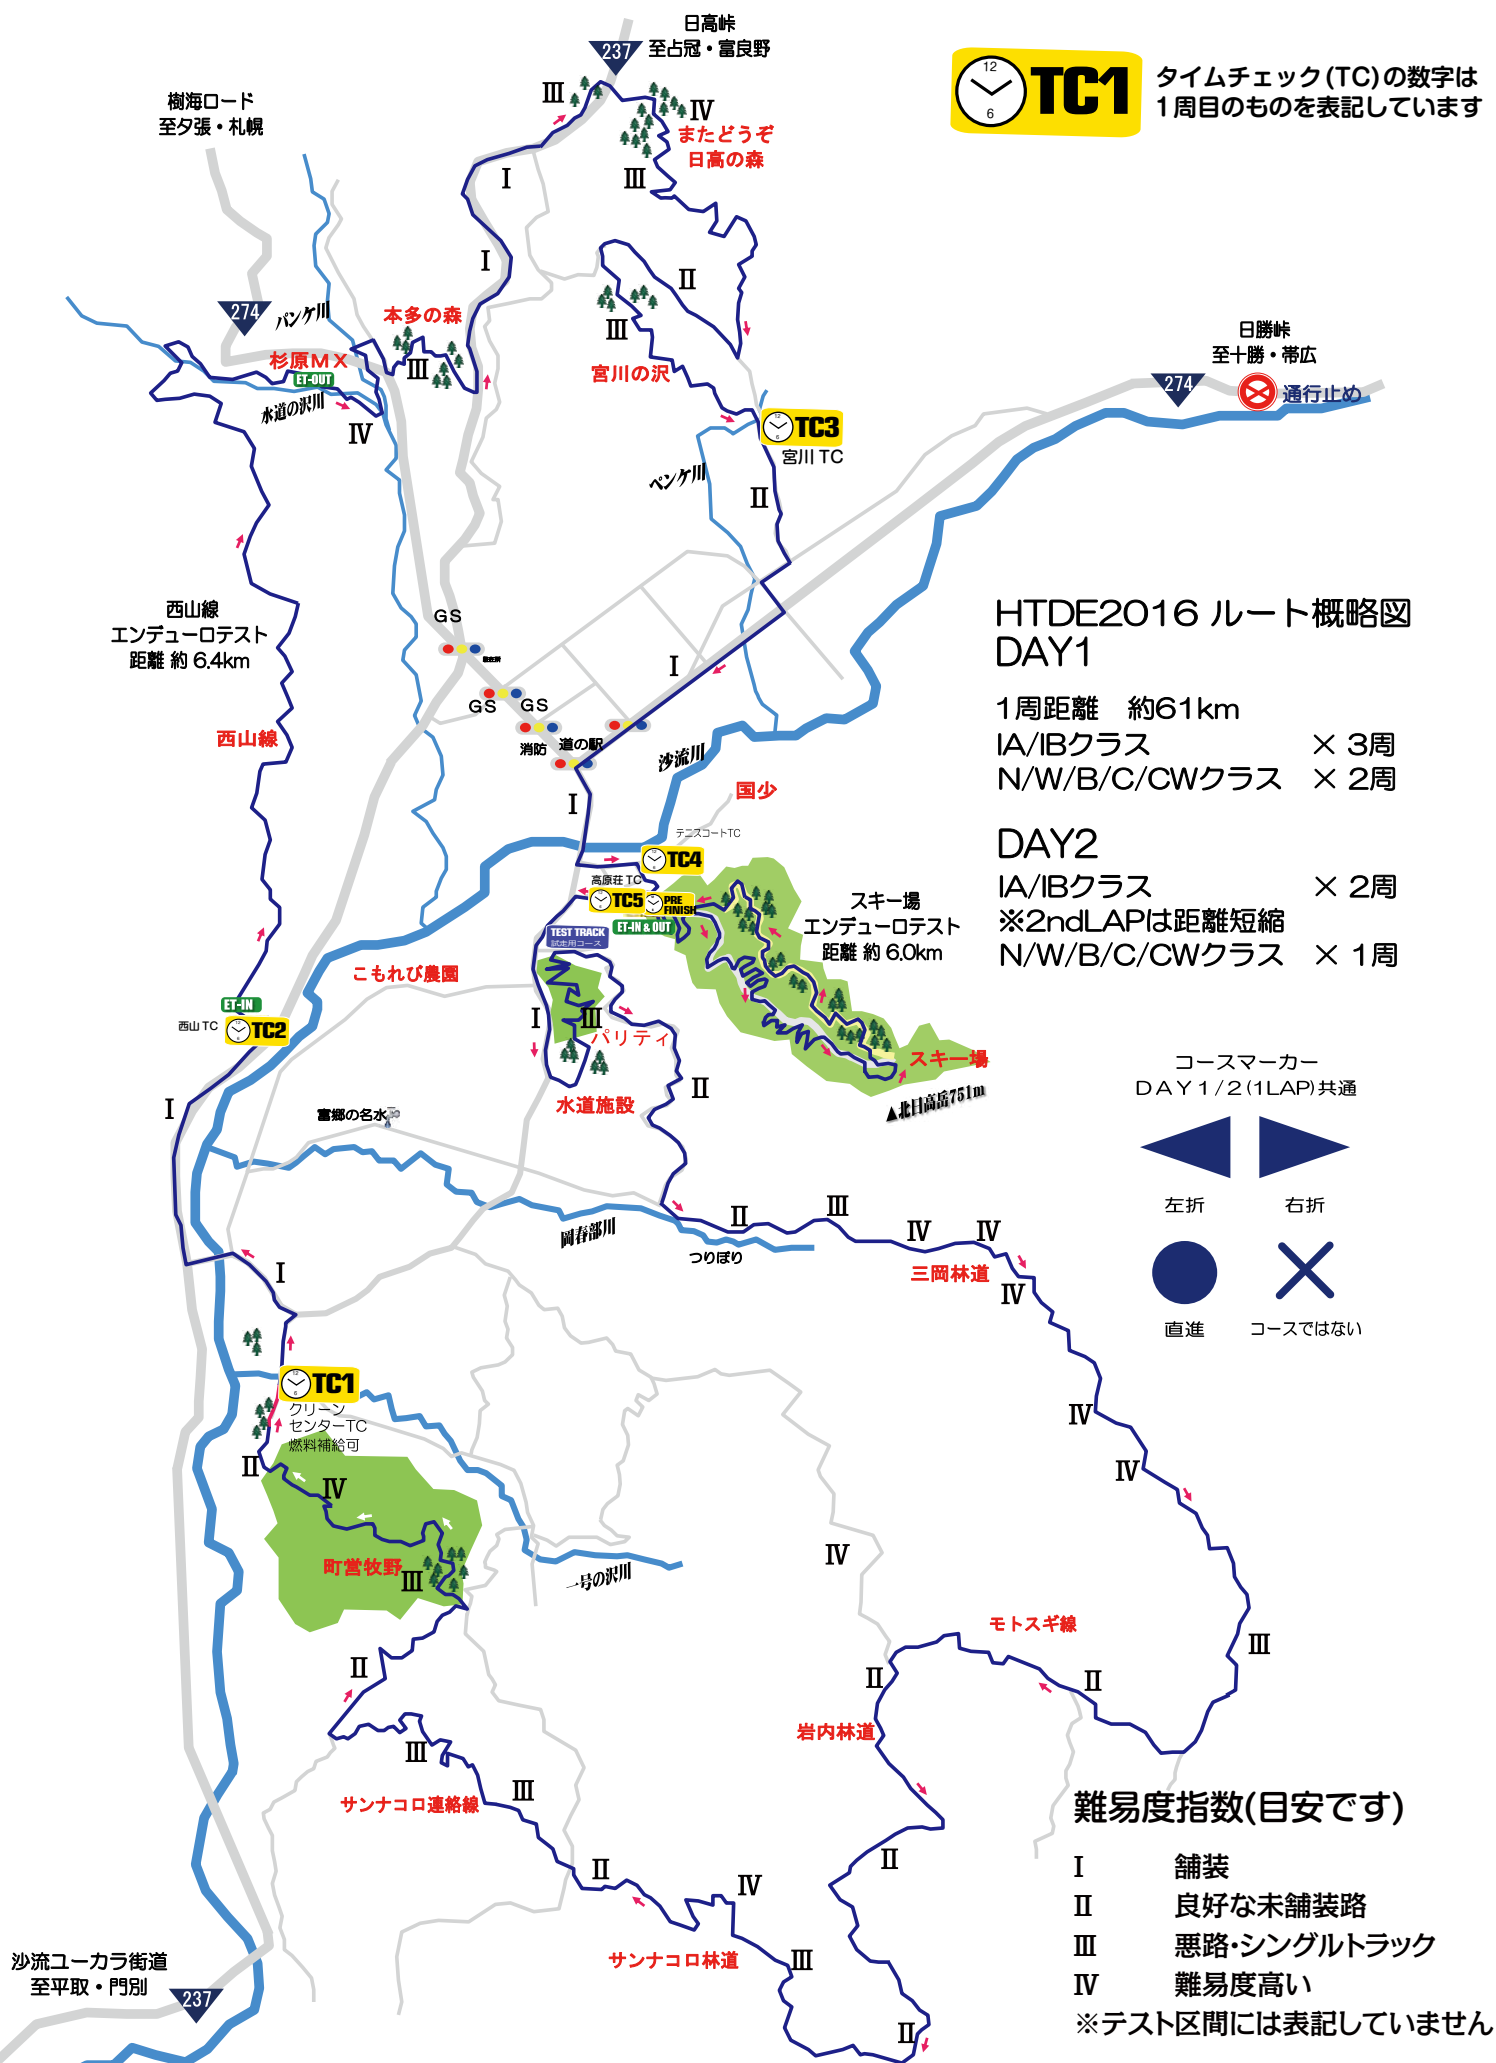 日高峠
至占冠・富良野
237
樹海ロード
至夕張・札幌
TC1
12
6
タイムチェック(TC)の数字は
1周目のものを表記しています
Ⅲ
Ⅳ
またどうぞ
日高の森
Ⅰ
Ⅲ
Ⅰ
Ⅱ
274
パンケ川
本多の森
Ⅲ
日勝峠
至十勝・帯広
杉原MX
ET-OUT
Ⅲ
宮川の沢
274
通行止め
水道の沢川
Ⅳ
TC3
宮川 TC
ペンケ川
Ⅱ
西山線
エンデューロテスト
距離 約 6.4km
GS
HTDE2016 ルート概略図
DAY1
Ⅰ
GS
GS
1周距離　約61km
IA/IBクラス　× 3周
N/W/B/C/CWクラス　× 2周
西山線
消防
道の駅
沙流川
国少
Ⅰ
テニスコートTC
TC4
DAY2
IA/IBクラス　× 2周
※2ndLAPは距離短縮
N/W/B/C/CWクラス　× 1周
高原荘 TC
TC5
PRE
FINISH
ET-IN & OUT
TEST TRACK
試走用コース
スキー場
エンデューロテスト
距離 約 6.0km
こもれび農園
ET-IN
西山 TC
TC2
Ⅰ
Ⅲ
パリティ
スキー場
▲北日高岳751m
コースマーカー
DAY1/2(1LAP)共通
Ⅰ
富郷の名水
水道施設
Ⅱ
左折
右折
Ⅱ
Ⅲ
Ⅳ
Ⅳ
岡春部川
つりぼり
三岡林道
Ⅰ
Ⅳ
直進
コースではない
TC1
クリーン
センターTC
燃料補給可
Ⅳ
Ⅱ
Ⅳ
Ⅳ
町営牧野
Ⅲ
一号の沢川
Ⅳ
モトスギ線
Ⅲ
Ⅱ
Ⅱ
Ⅱ
岩内林道
Ⅲ
サンナコロ連絡線
Ⅲ
Ⅱ
Ⅱ
Ⅳ
サンナコロ林道
Ⅲ
Ⅱ
難易度指数(目安です)
Ⅰ　舗装
Ⅱ　良好な未舗装路
Ⅲ　悪路・シングルトラック
Ⅳ　難易度高い
※テスト区間には表記していません
沙流ユーカラ街道
至平取・門別
237